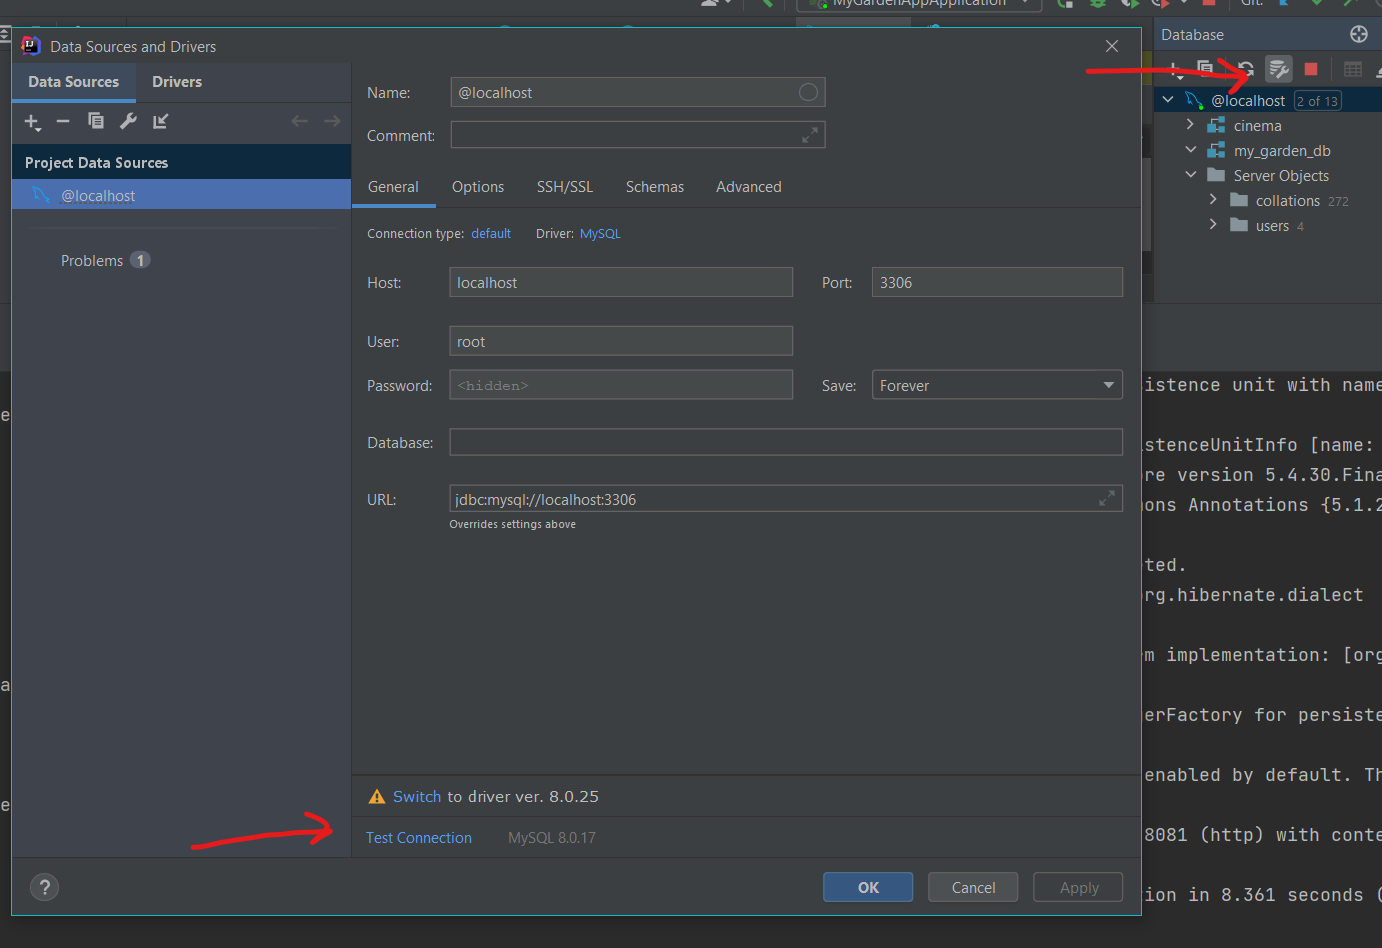 MyGardenAppApplication
Git:
Data Sources and Drivers
Database
Data Sources
Drivers
Name:
@localhost
@localhost
2 of 13
cinema
Comment:
my_garden_db
Project Data Sources
Server Objects
@localhost
General
Options
SSH/SSL
Schemas
Advanced
collations 272
users 4
Connection type: default
Driver: MySQL
Problems 1
Host:
localhost
Port:
3306
User:
root
Password:
<hidden>
Save:
Forever
istence unit with name
Database:
istenceUnitInfo [name:
re version 5.4.30.Fina
URL:
jdbc:mysql://localhost:3306
ons Annotations {5.1.2
Overrides settings above
ted.
org.hibernate.dialect
m implementation: [org
erFactory for persiste
enabled by default. Th
Switch to driver ver. 8.0.25
8081 (http) with conte
Test Connection
MySQL 8.0.17
?
OK
Cancel
Apply
ion in 8.361 seconds (